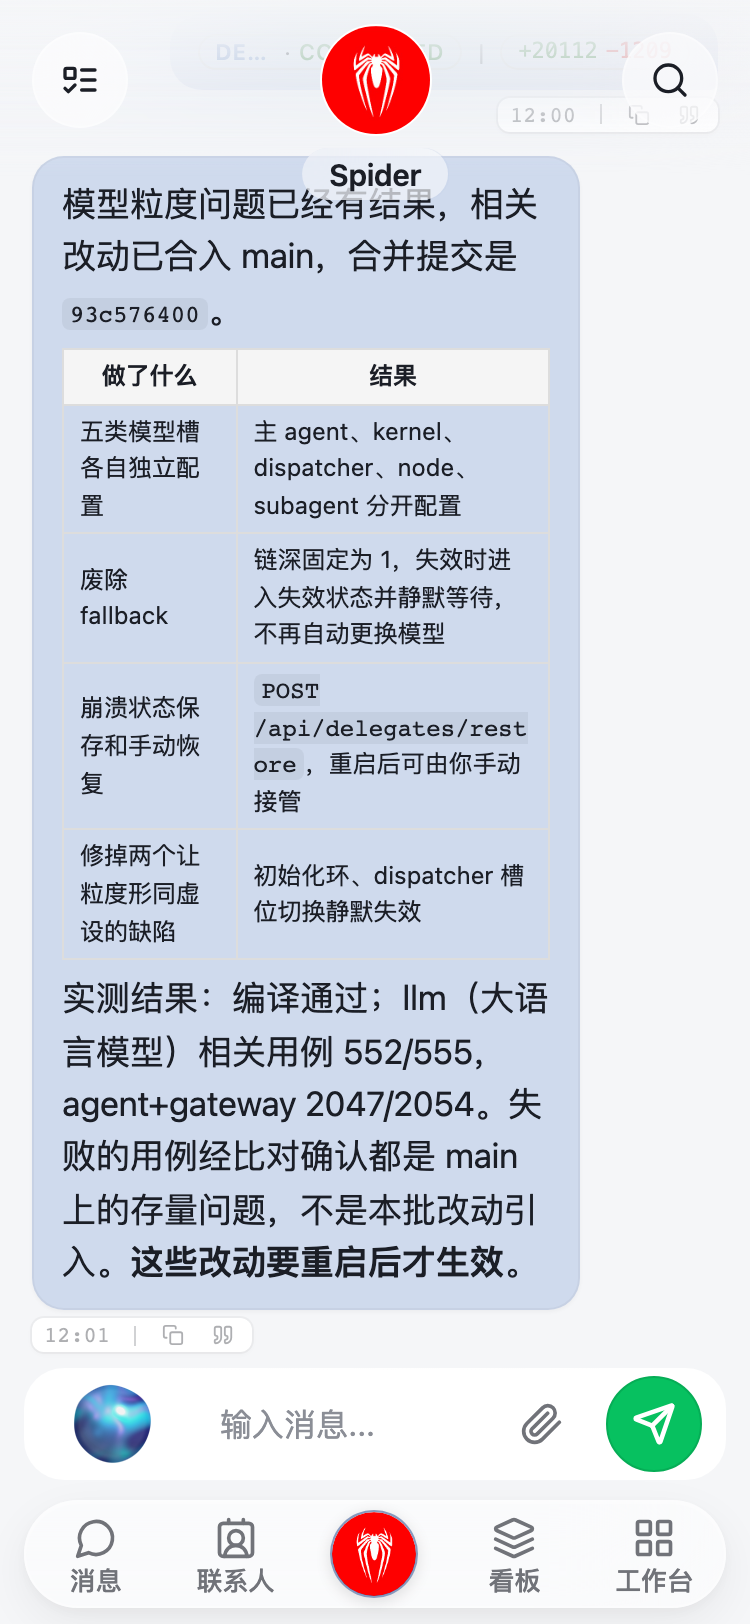 DE... · CO
ED | +20112 −1209
12:00
Spider
模型粒度问题已经有结果，相关
改动已合入 main，合并提交是
93c576400。
做了什么
结果
五类模型槽
各自独立配
置
主 agent、kernel、
dispatcher、node、
subagent 分开配置
废除
fallback
链深固定为 1，失效时进
入失效状态并静默等待，
不再自动更换模型
崩溃状态保
存和手动恢
复
POST
/api/delegates/rest
ore，重启后可由你手动
接管
修掉两个让
粒度形同虚
设的缺陷
初始化环、dispatcher 槽
位切换静默失效
实测结果：编译通过；llm（大语
言模型）相关用例 552/555，
agent+gateway 2047/2054。失
败的用例经比对确认都是 main
上的存量问题，不是本批改动引
入。这些改动要重启后才生效。
12:01
输入消息...
消息
联系人
看板
工作台